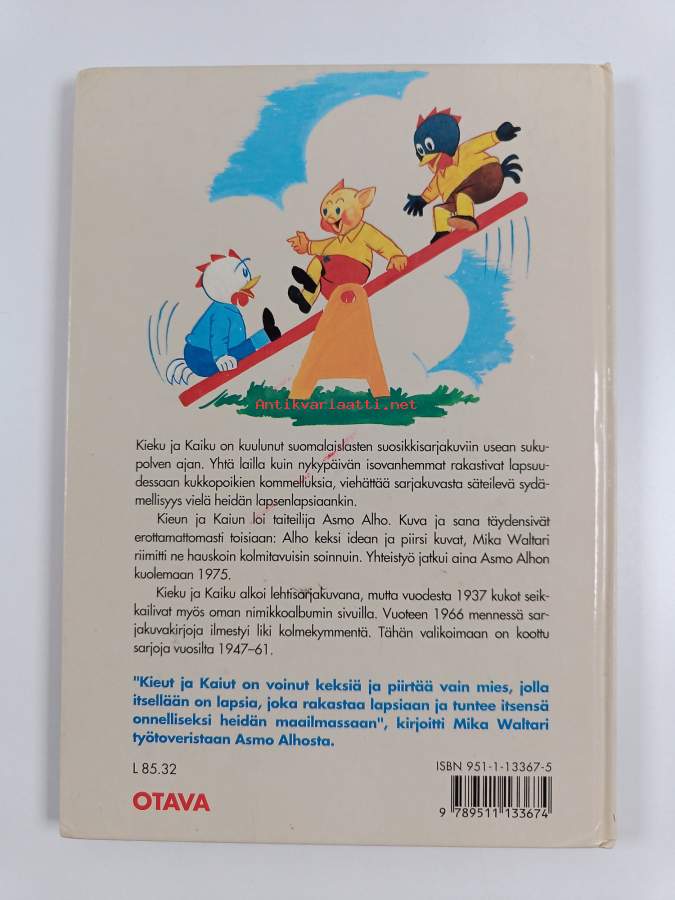 Antikvariaatti.net
Kieku ja Kaiku on kuulunut suomalaislasten suosikkisarjakuviin usean suku-
polven ajan. Yhtä lailla kuin nykypäivän isovanhemmat rakastivat lapsuu-
dessaan kukkopoikien kommelluksia, viehättää sarjakuvasta säteilevä sydä-
mellisyys vielä heidän lapsenlapsiaankin.
Kieun ja Kaiun loi taiteilija Asmo Alho. Kuva ja sana täydensivät
erottamattomasti toisiaan: Alho keksi idean ja piirsi kuvat, Mika Waltari
riimitti ne hauskoin kolmitavuisin soinnuin. Yhteistyö jatkui aina Asmo Alhon
kuolemaan 1975.
Kieku ja Kaiku alkoi lehtisarjakuvana, mutta vuodesta 1937 kukot seik-
kailivat myös oman nimikkoalbumin sivuilla. Vuoteen 1966 mennessä sar-
jakuvakirjoja ilmestyi liki kolmekymmentä. Tähän valikoimaan on koottu
sarjoja vuosilta 1947–61.
"Kieut ja Kaiut on voinut keksiä ja piirtää vain mies, jolla
itsellään on lapsia, joka rakastaa lapsiaan ja tuntee itsensä
onnelliseksi heidän maailmassaan", kirjoitti Mika Waltari
työtoveristaan Asmo Alhosta.
L 85.32
ISBN 951-1-13367-5
OTAVA
9 789511 133674